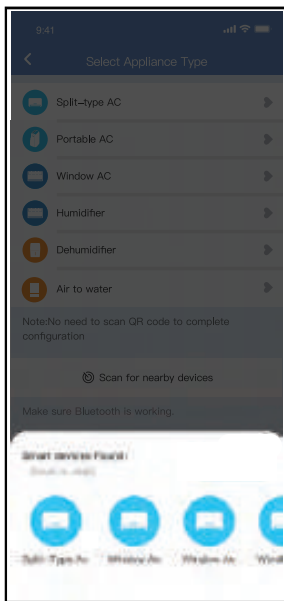 9:41
Select Appliance Type
Split-type AC
Portable AC
Window AC
Humidifier
Dehumidifier
Air to water
Note:No need to scan QR code to complete
configuration
Scan for nearby devices
Make sure Bluetooth is working.
Smart devices Found:
Split-Type Ac Window Ac Window Ac